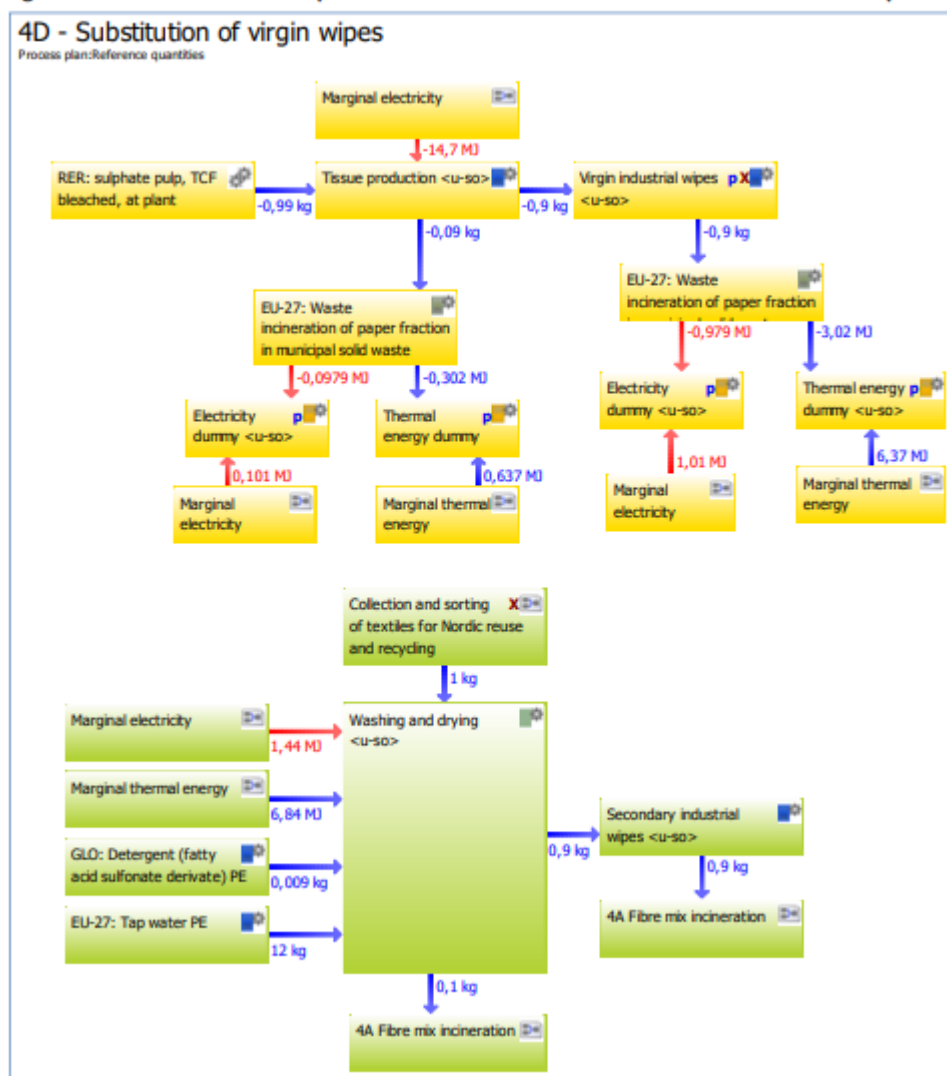 4D - Substitution of virgin wipes
Process plan:Reference quantities
Marginal electricity
-14,7 MJ
RER: sulphate pulp, TCF
bleached, at plant
-0,99 kg
Tissue production <u-so>
-0,9 kg
Virgin industrial wipes pX
<u-so>
-0,09 kg
-0,9 kg
EU-27: Waste
incineration of paper fraction
in municipal solid waste
EU-27: Waste
incineration of paper fraction
-0,0979 MJ
-0,302 MJ
-0,979 MJ
-3,02 MJ
Electricity p
dummy <u-so>
Thermal p
energy dummy
Electricity p
dummy <u-so>
Thermal energy p
dummy <u-so>
0,101 MJ
0,637 MJ
1,01 MJ
6,37 MJ
Marginal
electricity
Marginal thermal
energy
Marginal
electricity
Marginal thermal
energy
Collection and sorting X
of textiles for Nordic reuse
and recycling
1 kg
Marginal electricity
1,44 MJ
Washing and drying
<u-so>
Marginal thermal energy
6,84 MJ
GLO: Detergent (fatty
acid sulfonate derivate) PE
0,009 kg
EU-27: Tap water PE
12 kg
0,9 kg
Secondary industrial
wipes <u-so>
0,9 kg
4A Fibre mix incineration
0,1 kg
4A Fibre mix incineration